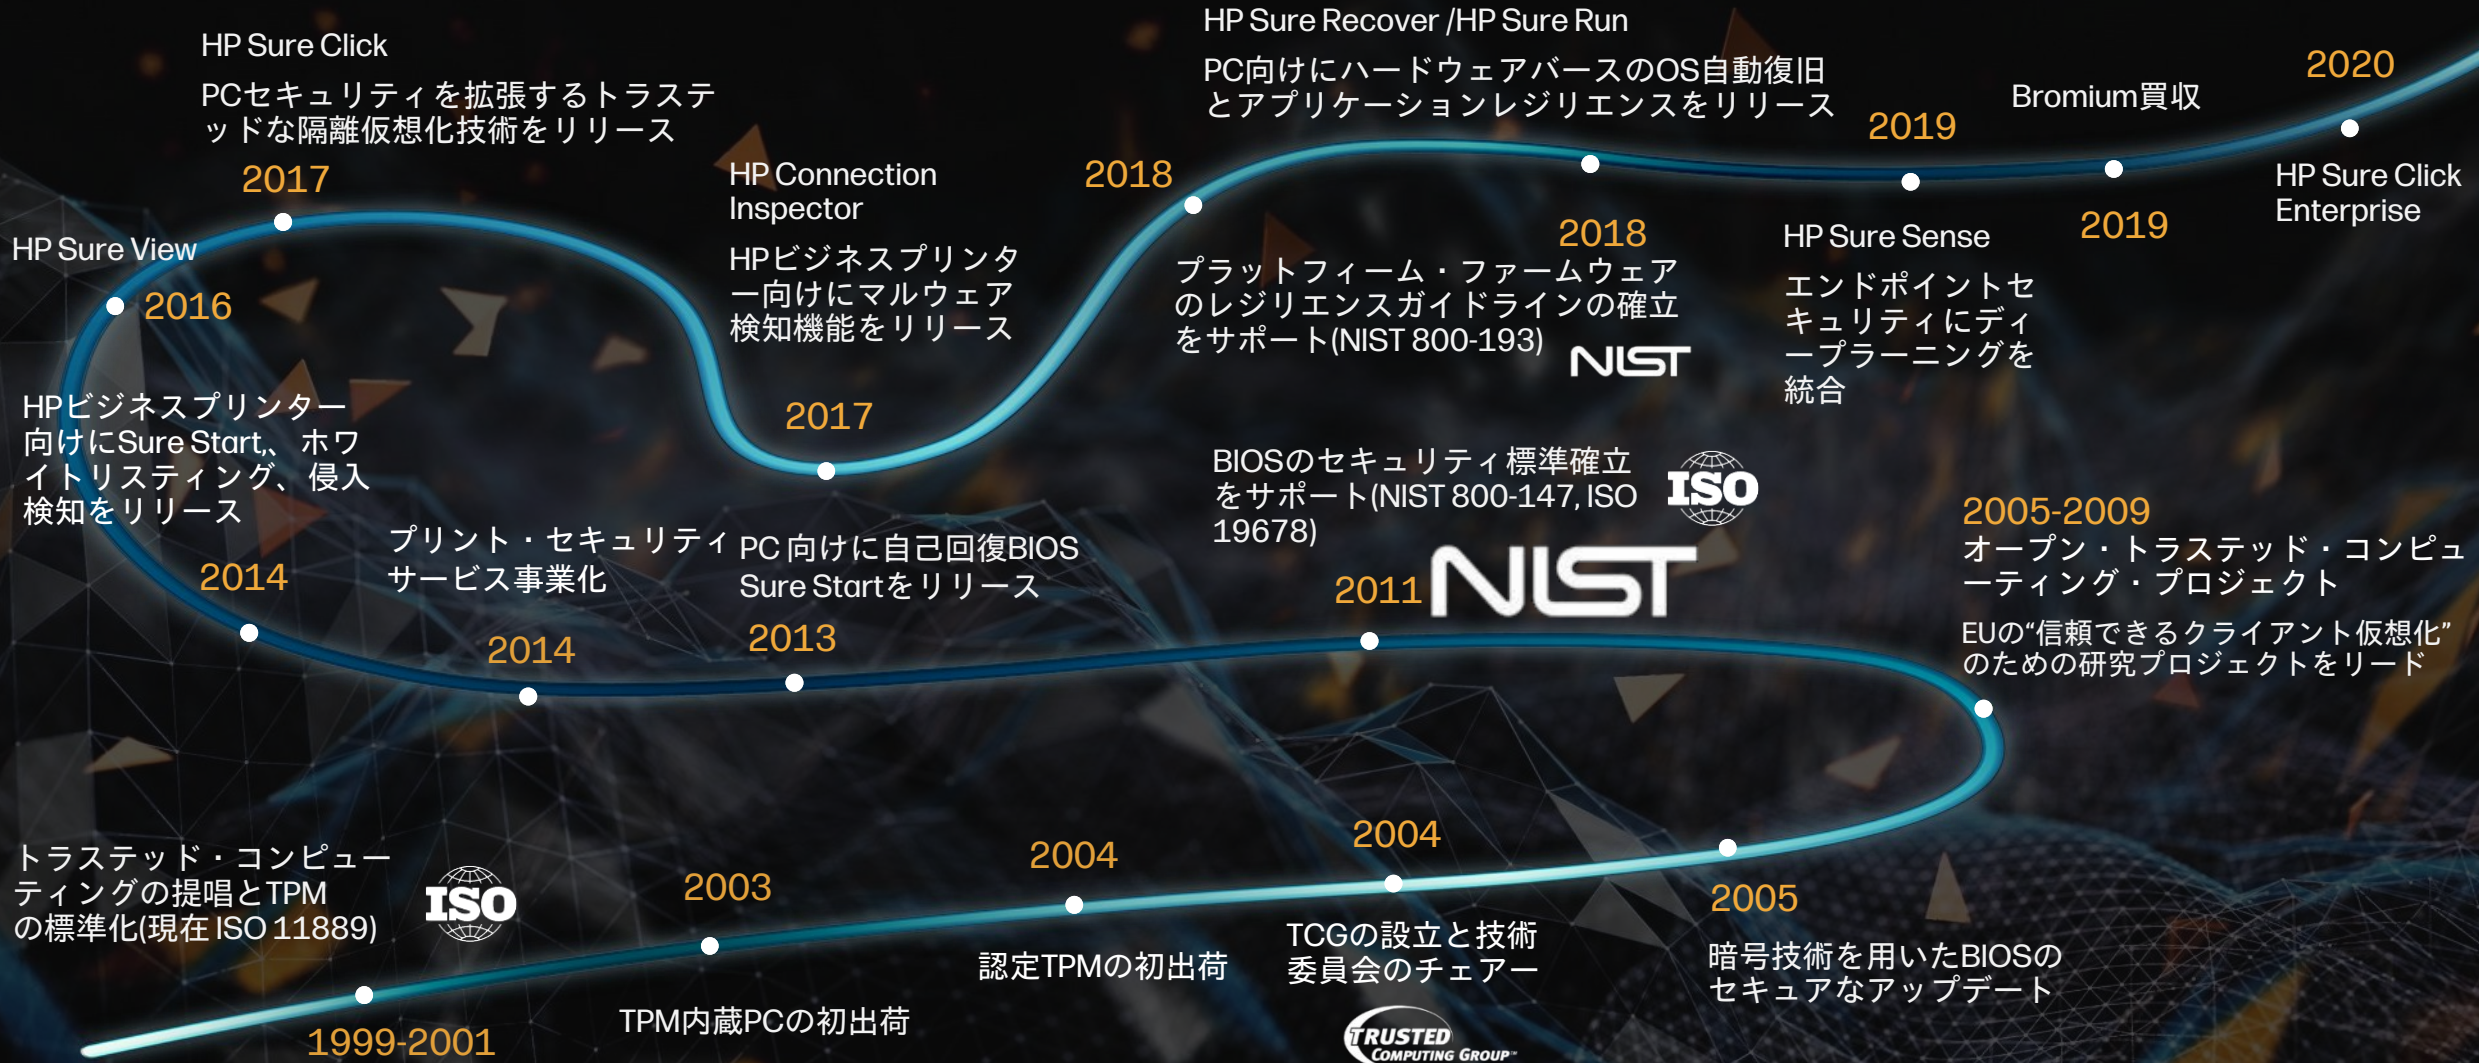 HP Sure Click
PCセキュリティを拡張するトラステ
ッドな隔離仮想化技術をリリース
2017
HP Sure View
2016
HP Connection
Inspector
HPビジネスプリンタ
ー向けにマルウェア
検知機能をリリース
2017
HP Sure Recover /HP Sure Run
PC向けにハードウェアバースのOS自動復旧
とアプリケーションレジリエンスをリリース
2018
2018
プラットフィーム・ファームウェア
のレジリエンスガイドラインの確立
をサポート(NIST 800-193)
NIST
2019
HP Sure Sense
エンドポイントセ
キュリティにディ
ープラーニングを
統合
Bromium買収
2019
2020
HP Sure Click
Enterprise
HPビジネスプリンター
向けにSure Start,、ホワ
イトリスティング、侵入
検知をリリース
2014
プリント・セキュリティ
サービス事業化
2014
PC 向けに自己回復BIOS
Sure Startをリリース
2013
BIOSのセキュリティ標準確立
をサポート(NIST 800-147, ISO
19678)
ISO
2011
NIST
2005-2009
オープン・トラステッド・コンピュ
ーティング・プロジェクト
EUの“信頼できるクライアント仮想化”
のための研究プロジェクトをリード
トラステッド・コンピュー
ティングの提唱とTPM
の標準化(現在 ISO 11889)
ISO
1999-2001
2003
TPM内蔵PCの初出荷
2004
認定TPMの初出荷
2004
TCGの設立と技術
委員会のチェアー
TRUSTED
COMPUTING GROUP™
2005
暗号技術を用いたBIOSの
セキュアなアップデート